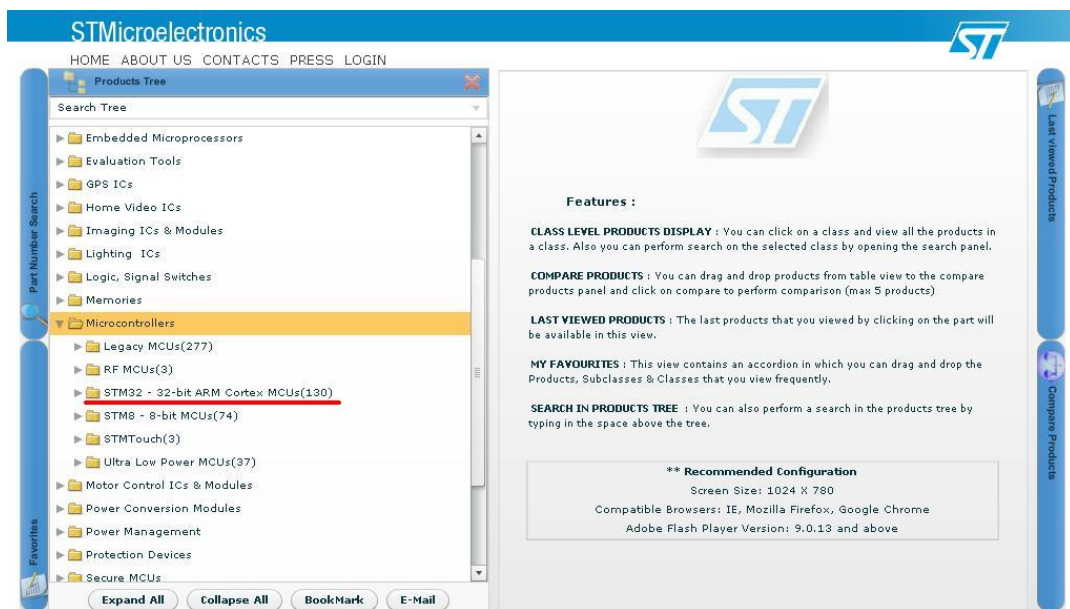 STMicroelectronics
HOME ABOUT US CONTACTS PRESS LOGIN
ST
Part Number Search
Favorites
Products Tree
Search Tree
Embedded Microprocessors
Evaluation Tools
GPS ICs
Home Video ICs
Imaging ICs & Modules
Lighting ICs
Logic, Signal Switches
Memories
Microcontrollers
Legacy MCUs(277)
RF MCUs(3)
STM32 - 32-bit ARM Cortex MCUs(130)
STM8 - 8-bit MCUs(74)
STMTouch(3)
Ultra Low Power MCUs(37)
Motor Control ICs & Modules
Power Conversion Modules
Power Management
Protection Devices
Secure MCUs
Expand All Collapse All BookMark E-Mail
ST
Features :
CLASS LEVEL PRODUCTS DISPLAY : You can click on a class and view all the products in
a class. Also you can perform search on the selected class by opening the search panel.
COMPARE PRODUCTS : You can drag and drop products from table view to the compare
products panel and click on compare to perform comparison (max 5 products)
LAST VIEWED PRODUCTS : The last products that you viewed by clicking on the part will
be available in this view.
MY FAVOURITES : This view contains an accordion in which you can drag and drop the
Products, Subclasses & Classes that you view frequently.
SEARCH IN PRODUCTS TREE : You can also perform a search in the products tree by
typing in the space above the tree.
** Recommended Configuration
Screen Size: 1024 X 780
Compatible Browsers: IE, Mozilla Firefox, Google Chrome
Adobe Flash Player Version: 9.0.13 and above
Last viewed Products
Compare Products